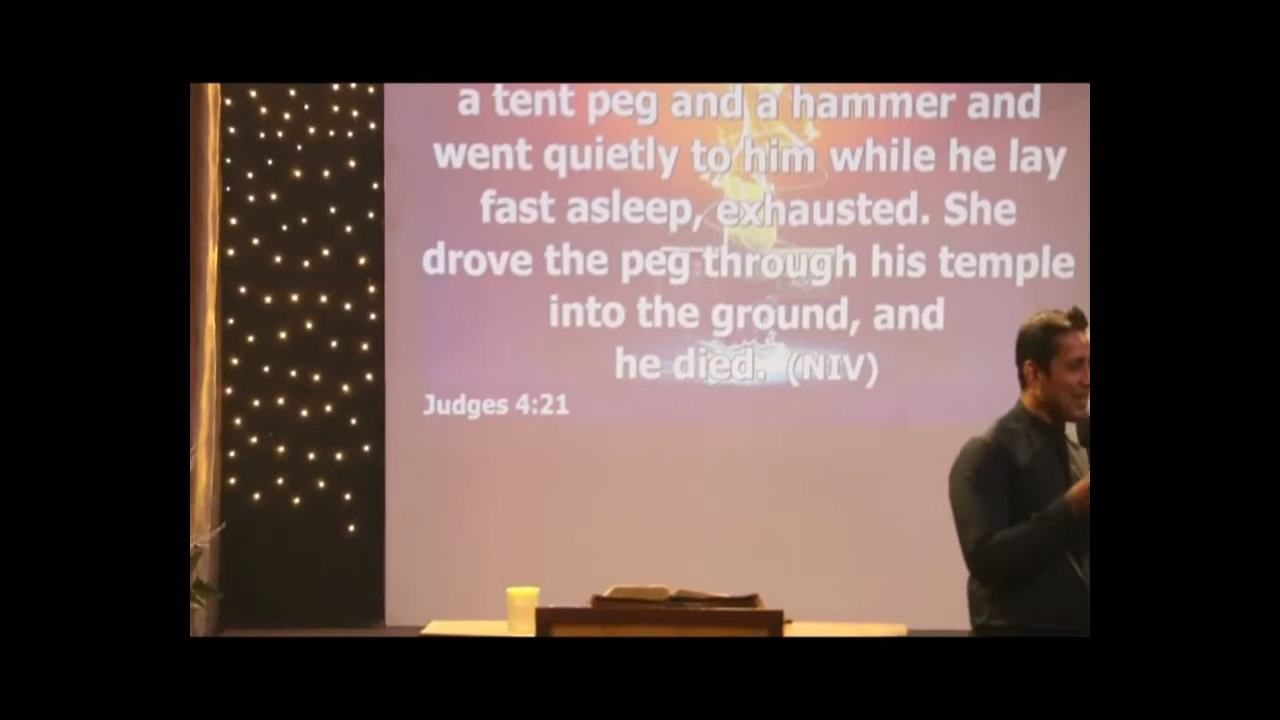 a tent peg and a hammer and
went quietly to him while he lay
fast asleep, exhausted. She
drove the peg through his temple
into the ground, and
he died. (NIV)
Judges 4:21